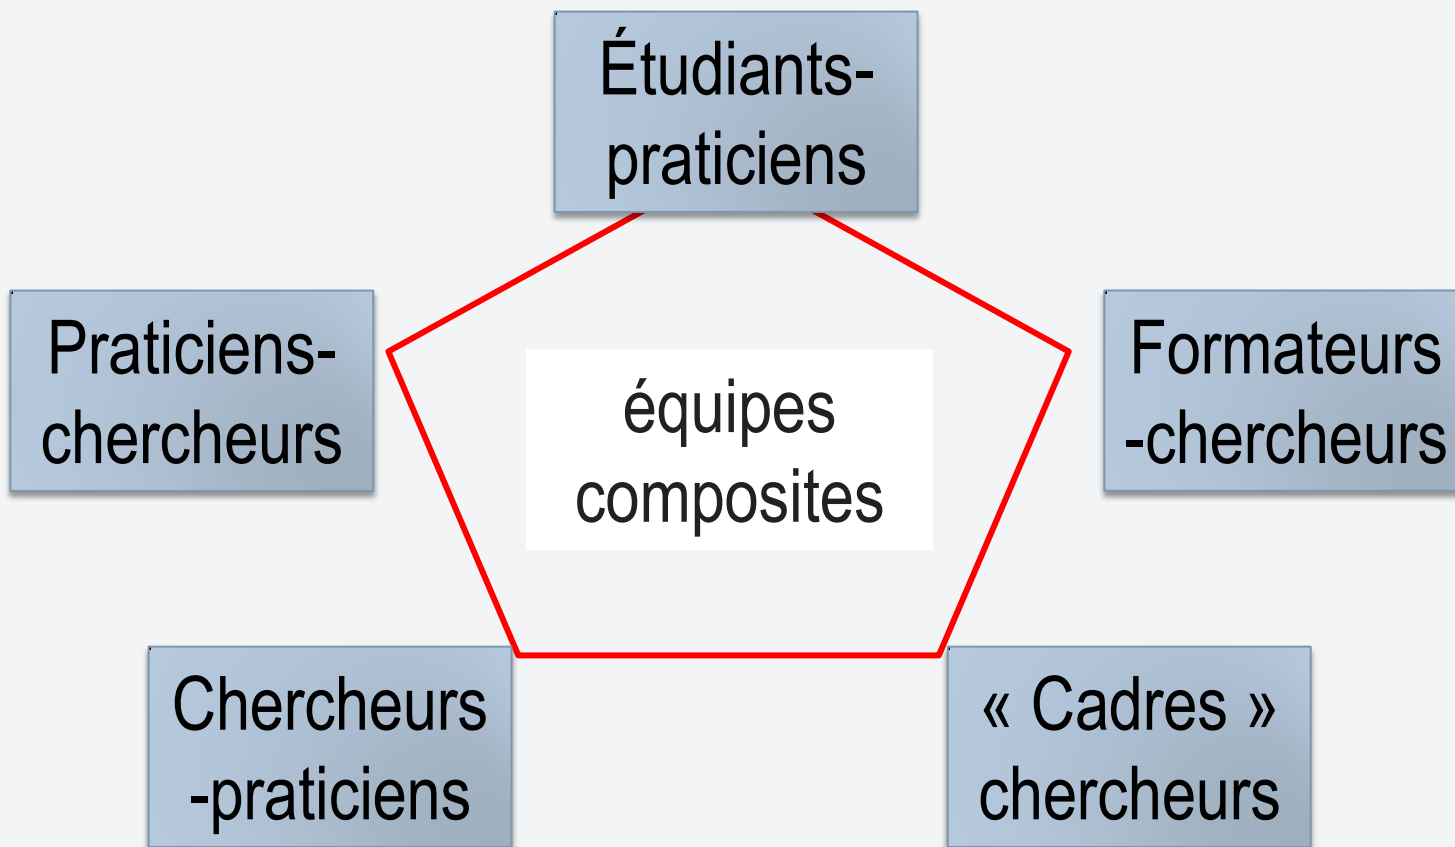 Étudiants-
praticiens
Praticiens-
chercheurs
Formateurs
-chercheurs
équipes
composites
Chercheurs
-praticiens
« Cadres »
chercheurs